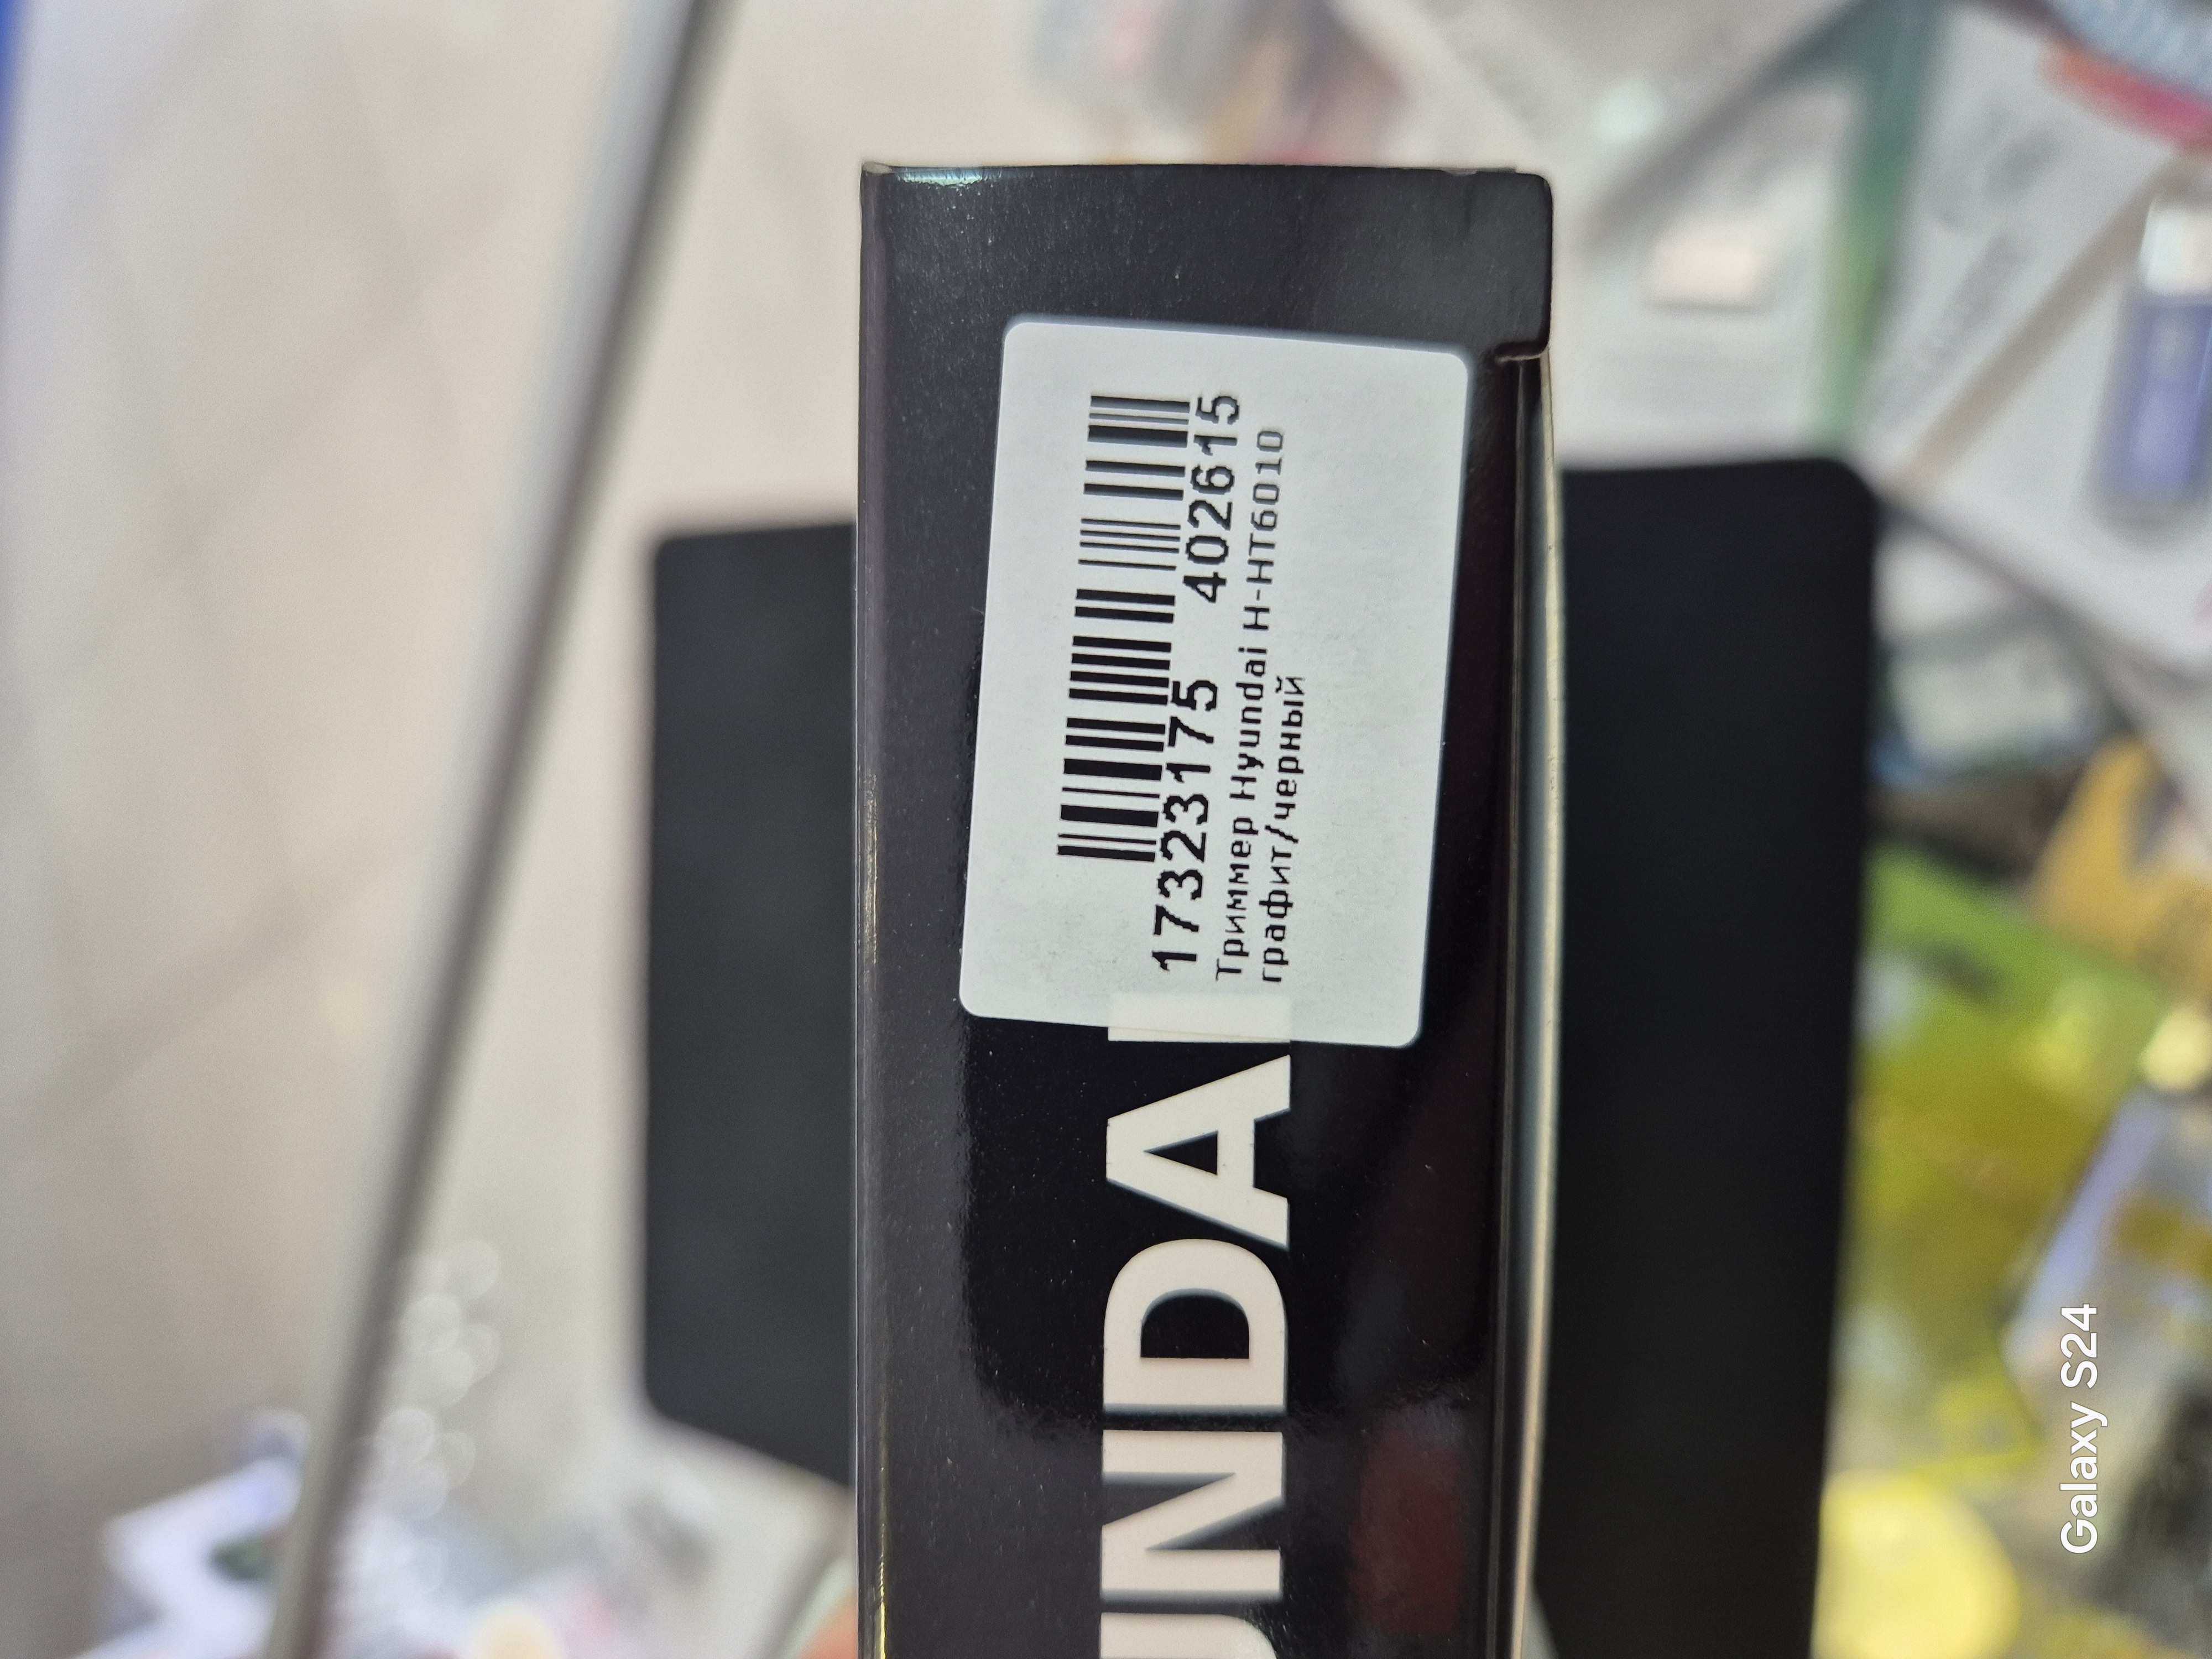 17323175 402615
Триммер Hyundai H-HT6010
графит/черный
UNDAI
Galaxy S24